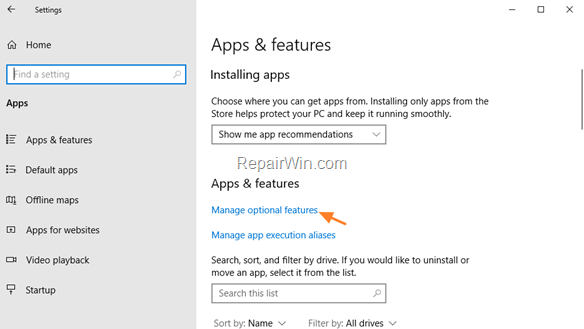 Settings
Home
Find a setting
Apps
Apps & features
Default apps
Offline maps
Apps for websites
Video playback
Startup
Apps & features
Installing apps
Choose where you can get apps from. Installing only apps from the
Store helps protect your PC and keep it running smoothly.
Show me app recommendations
RepairWin.com
Apps & features
Manage optional features
Manage app execution aliases
Search, sort, and filter by drive. If you would like to uninstall or
move an app, select it from the list.
Search this list
Sort by: Name Filter by: All drives